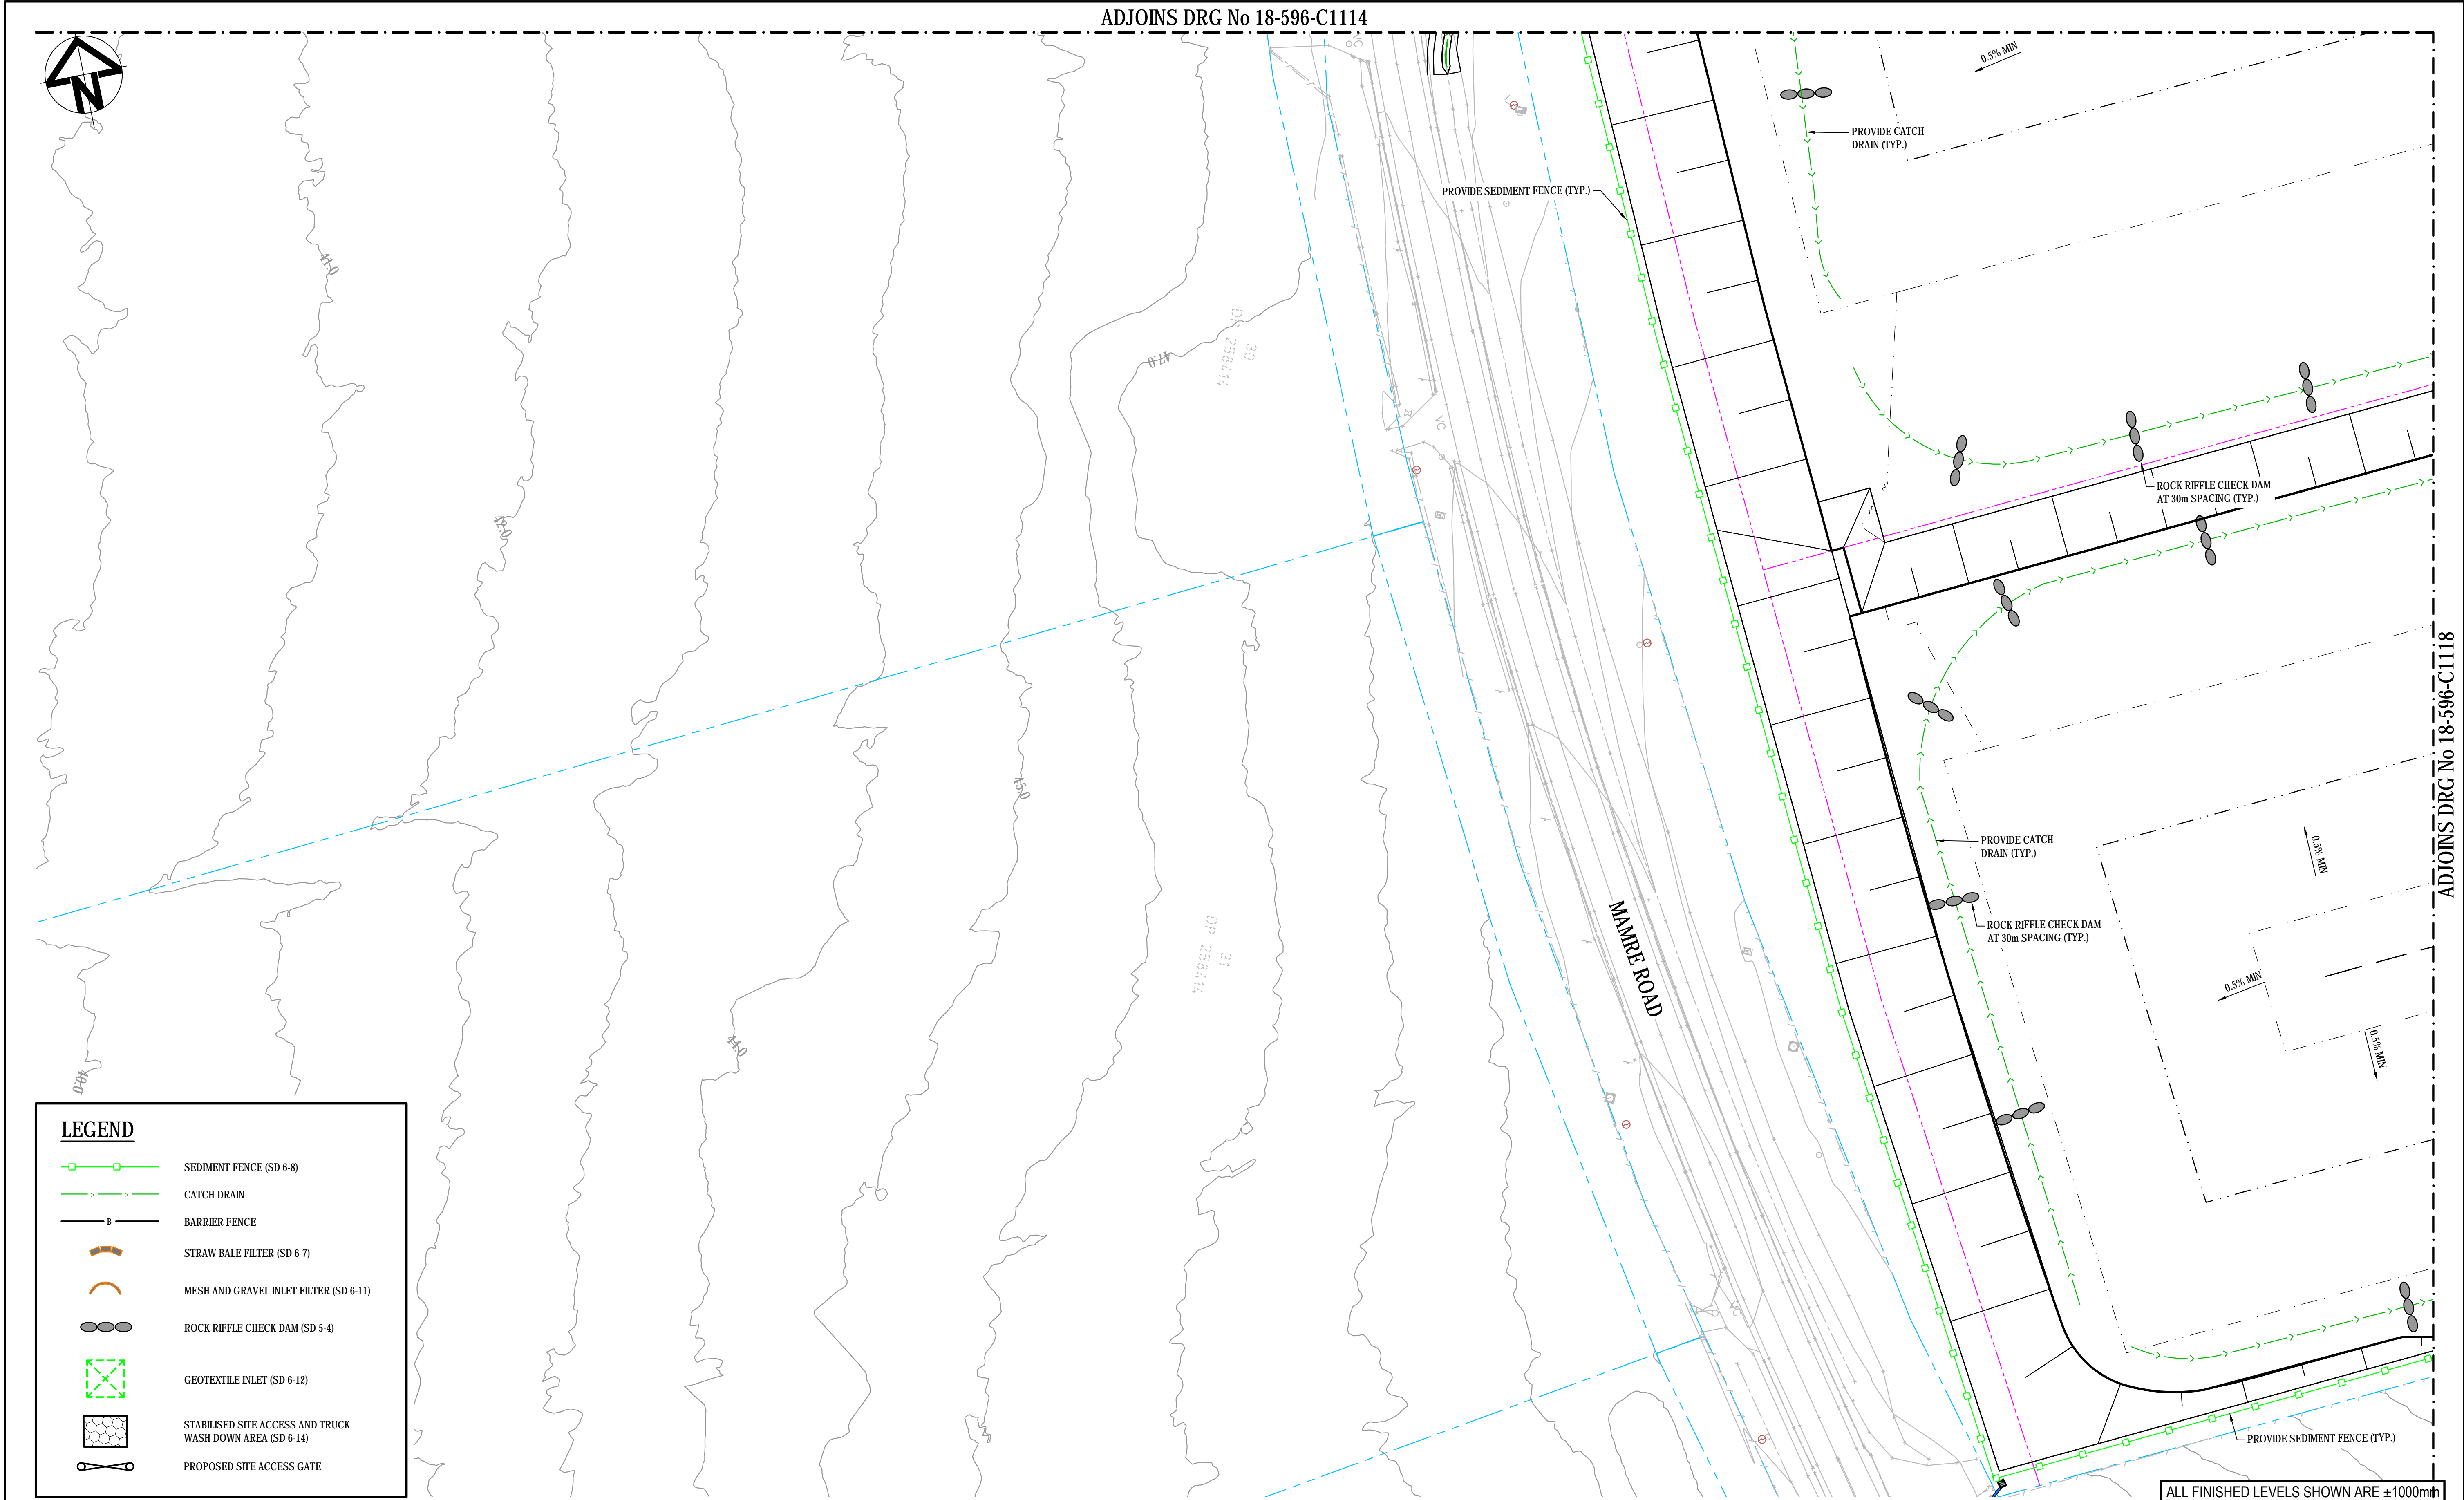 ADJOINS DRG No 18-596-C1114
N
VC
0.5% MIN
PROVIDE CATCH
DRAIN (TYP.)
PROVIDE SEDIMENT FENCE (TYP.)
41.0
47.0
30
DP
258414
VC
ROCK RIFFLE CHECK DAM
AT 30m SPACING (TYP.)
42.0
ADJOINS DRG No 18-596-C1118
45.0
PROVIDE CATCH
DRAIN (TYP.)
0.5% MIN
MAMRE ROAD
ROCK RIFFLE CHECK DAM
AT 30m SPACING (TYP.)
31
DP
258414
0.5% MIN
44.0
0.5% MIN
40.0
LEGEND
SEDIMENT FENCE (SD 6-8)
CATCH DRAIN
B
BARRIER FENCE
STRAW BALE FILTER (SD 6-7)
MESH AND GRAVEL INLET FILTER (SD 6-11)
ROCK RIFFLE CHECK DAM (SD 5-4)
GEOTEXTILE INLET (SD 6-12)
STABILISED SITE ACCESS AND TRUCK
WASH DOWN AREA (SD 6-14)
PROPOSED SITE ACCESS GATE
PROVIDE SEDIMENT FENCE (TYP.)
ALL FINISHED LEVELS SHOWN ARE ±1000mm